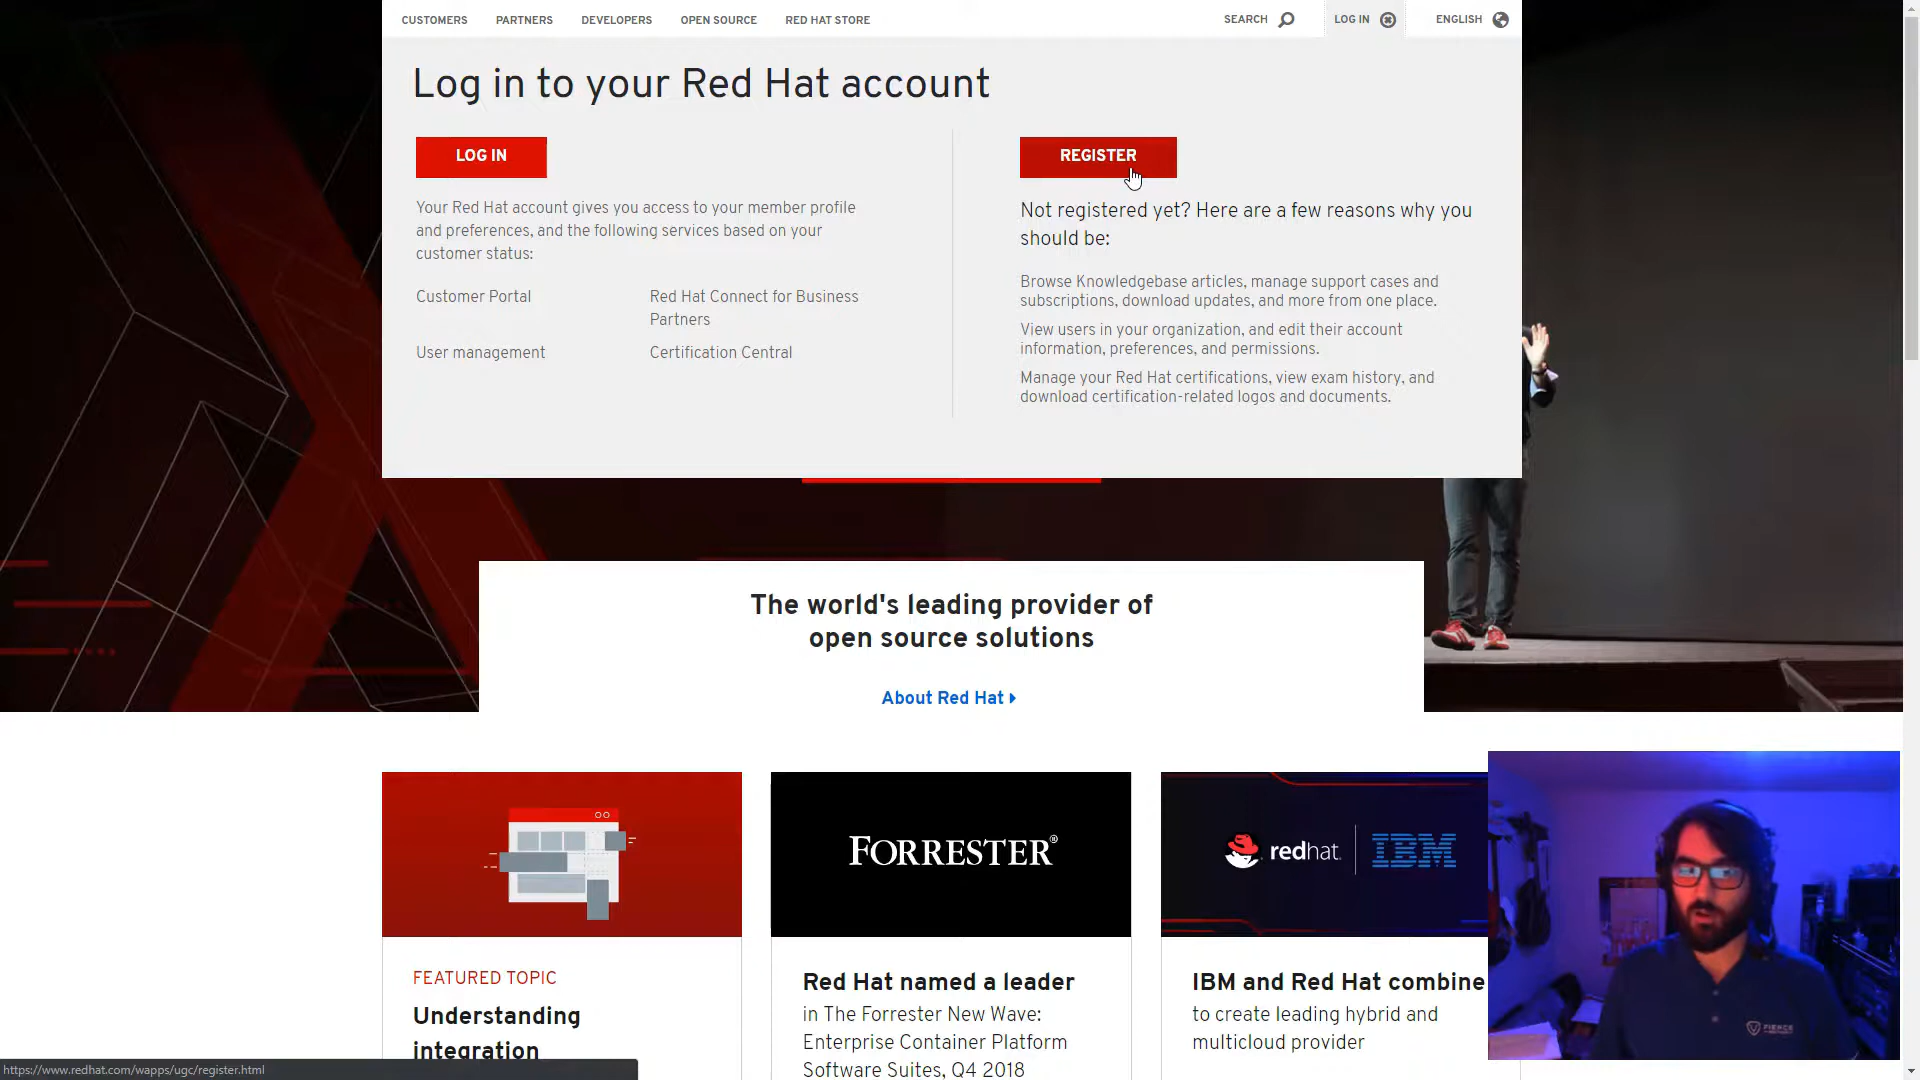 CUSTOMERS PARTNERS DEVELOPERS OPEN SOURCE RED HAT STORE SEARCH LOG IN ENGLISH
Log in to your Red Hat account
LOG IN
Your Red Hat account gives you access to your member profile
and preferences, and the following services based on your
customer status:
Customer Portal
Red Hat Connect for Business
Partners
User management
Certification Central
REGISTER
Not registered yet? Here are a few reasons why you
should be:
Browse Knowledgebase articles, manage support cases and
subscriptions, download updates, and more from one place.
View users in your organization, and edit their account
information, preferences, and permissions.
Manage your Red Hat certifications, view exam history, and
download certification-related logos and documents.
The world's leading provider of
open source solutions
About Red Hat
FEATURED TOPIC
Understanding
integration
FORRESTER®
Red Hat named a leader
in The Forrester New Wave:
Enterprise Container Platform
Software Suites, Q4 2018
redhat. IBM
IBM and Red Hat combine
to create leading hybrid and
multicloud provider
FIERCE
https://www.redhat.com/wapps/ugc/register.html